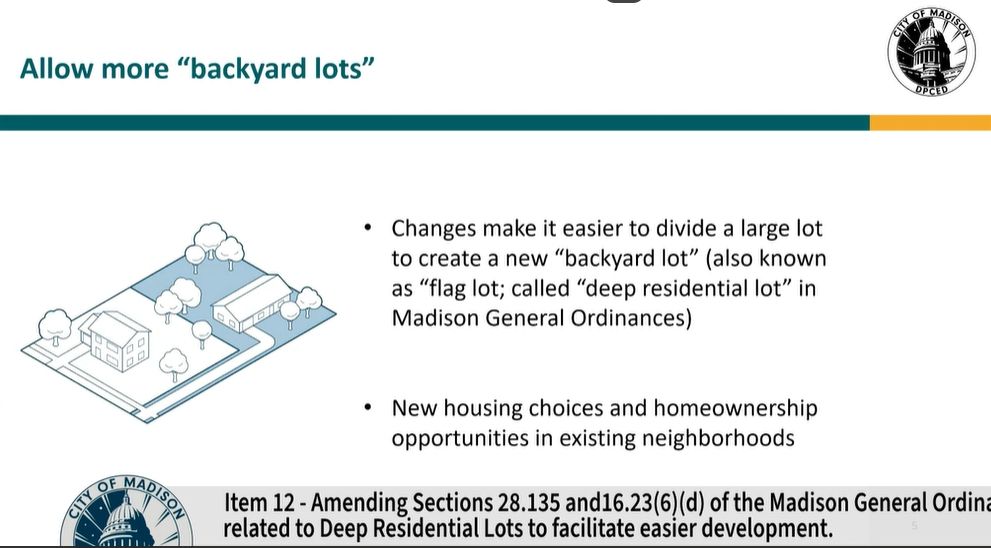 Allow more “backyard lots”
CITY OF MADISON
DPCED
• Changes make it easier to divide a large lot
to create a new “backyard lot” (also known
as “flag lot; called “deep residential lot” in
Madison General Ordinances)
• New housing choices and homeownership
opportunities in existing neighborhoods
CITY OF MADISON
Item 12 - Amending Sections 28.135 and16.23(6)(d) of the Madison General Ordina
related to Deep Residential Lots to facilitate easier development.
5